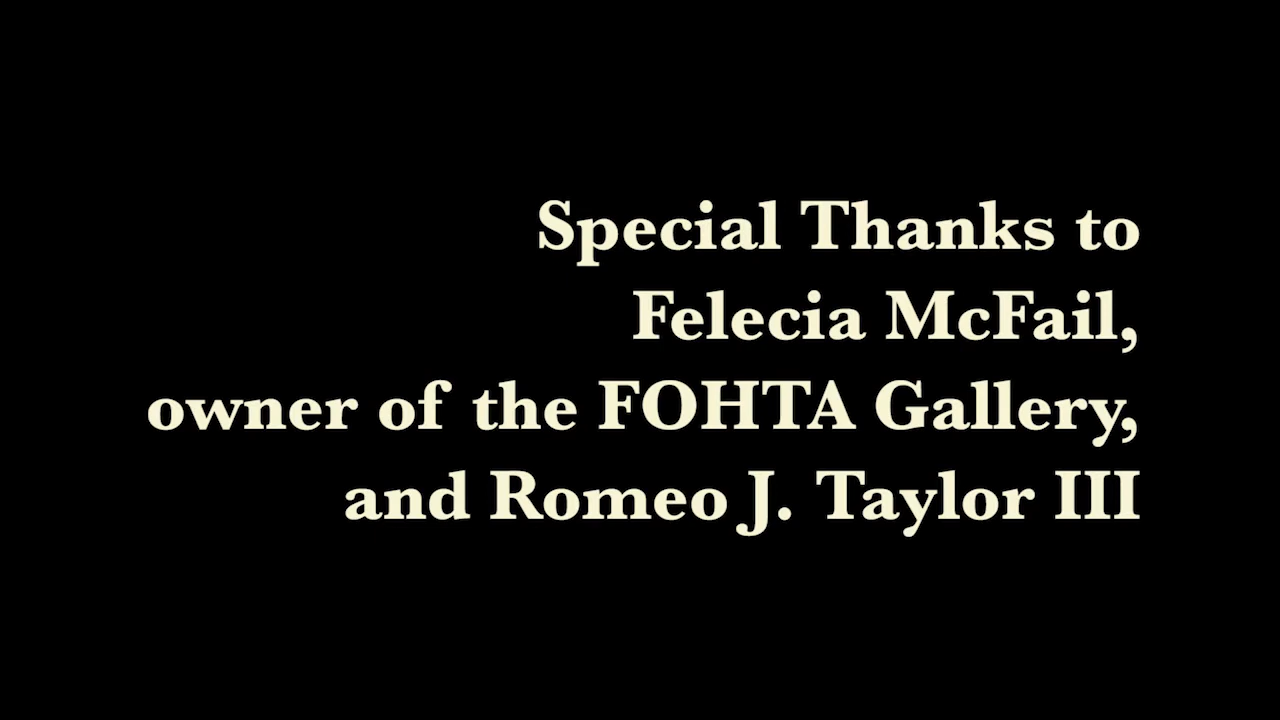 Special Thanks to
Felecia McFail,
owner of the FOHTA Gallery,
and Romeo J. Taylor III